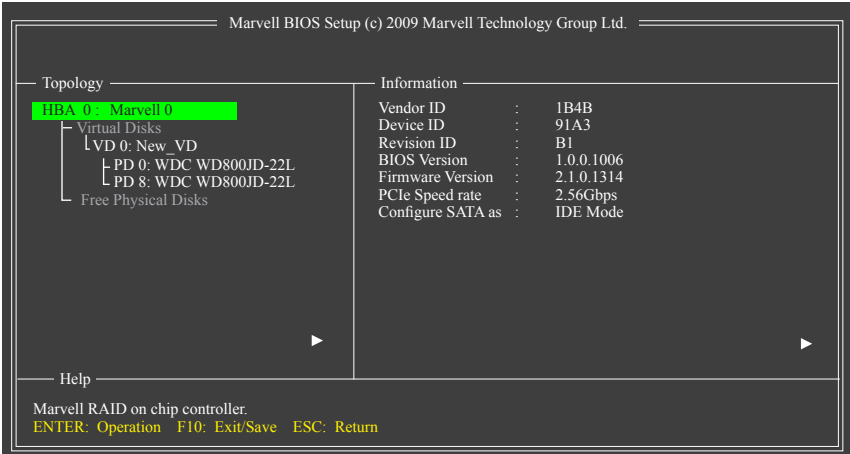 Marvell BIOS Setup (c) 2009 Marvell Technology Group Ltd.
Topology
HBA 0 : Marvell 0
Virtual Disks
VD 0: New_VD
PD 0: WDC WD800JD-22L
PD 8: WDC WD800JD-22L
Free Physical Disks
Information
Vendor ID : 1B4B
Device ID : 91A3
Revision ID : B1
BIOS Version : 1.0.0.1006
Firmware Version : 2.1.0.1314
PCIe Speed rate : 2.56Gbps
Configure SATA as : IDE Mode
Help
Marvell RAID on chip controller.
ENTER: Operation F10: Exit/Save ESC: Return